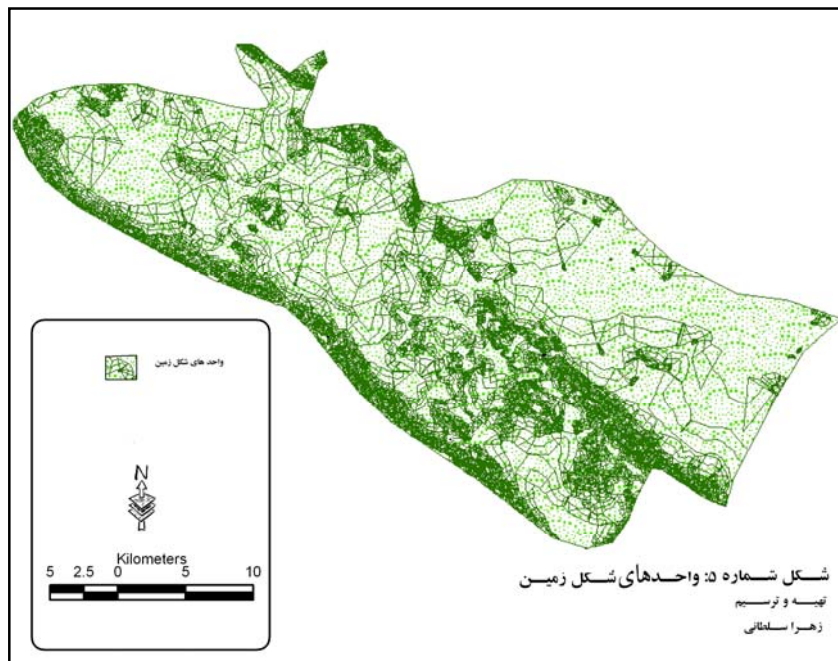 واحد های شکل زمین
N
Kilometers
5 2.5 0 5 10
شکل شماره ۵: واحدهای شکل زمین
تهیه و ترسیم
زهرا سلطانی